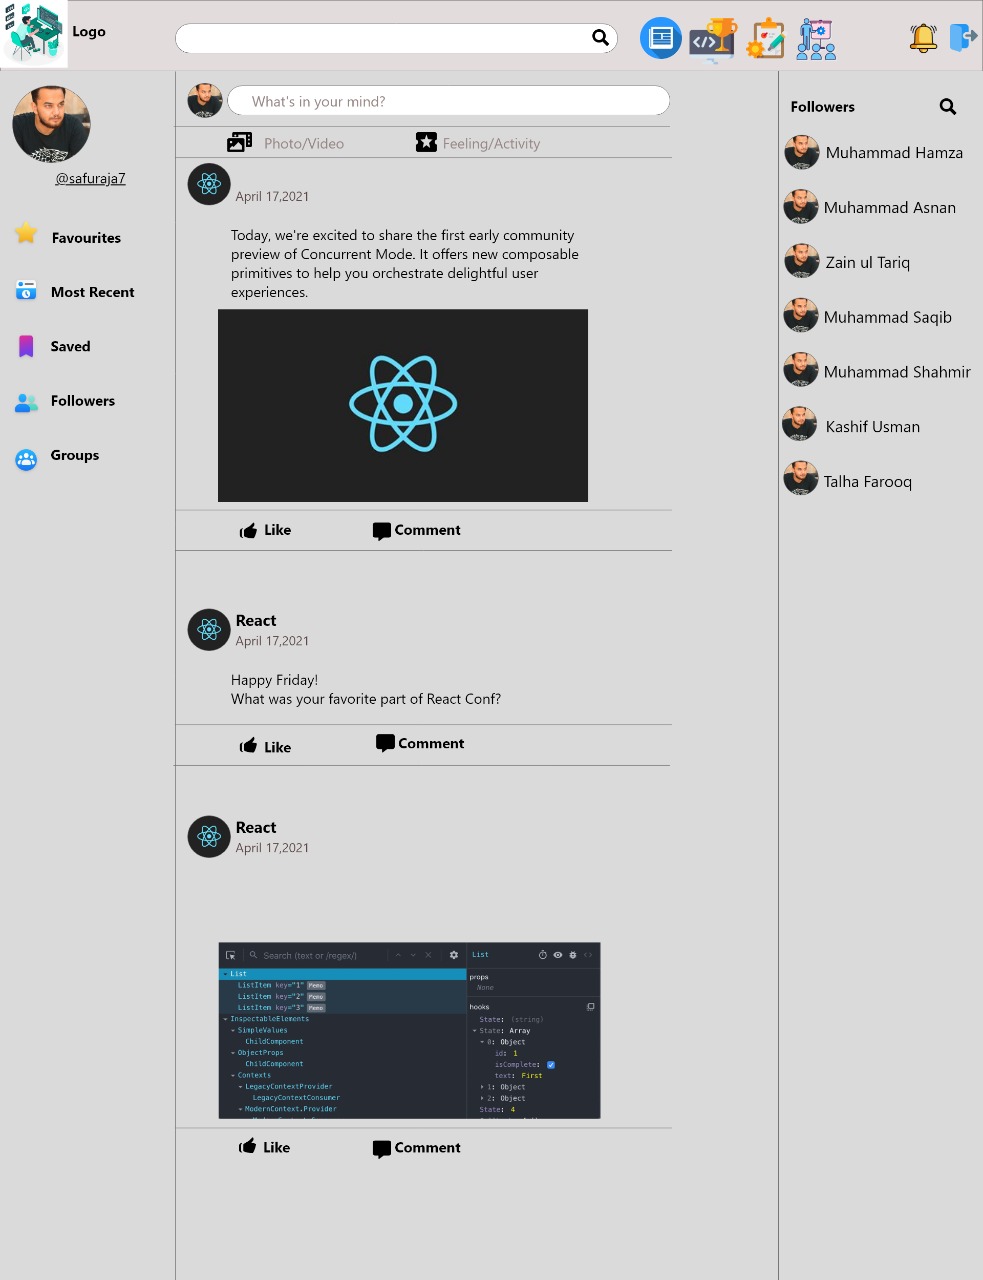 Logo
What's in your mind?
Photo/Video
Feeling/Activity
@safuraja7
Favourites
Most Recent
Saved
Followers
Groups
April 17,2021
Today, we're excited to share the first early community
preview of Concurrent Mode. It offers new composable
primitives to help you orchestrate delightful user
experiences.
Like
Comment
React
April 17,2021
Happy Friday!
What was your favorite part of React Conf?
Like
Comment
React
April 17,2021
Search (text or /regex/)
List
ListItem key="1" Memo
ListItem key="2" Memo
ListItem key="3" Memo
InspectableElements
SimpleValues
ChildComponent
ObjectProps
ChildComponent
Contexts
LegacyContextProvider
LegacyContextConsumer
ModernContext.Provider
List
props
None
hooks
State: (string)
State: Array
0: Object
id: 1
isComplete:
text: First
1: Object
2: Object
State: 4
Like
Comment
Followers
Muhammad Hamza
Muhammad Asnan
Zain ul Tariq
Muhammad Saqib
Muhammad Shahmir
Kashif Usman
Talha Farooq